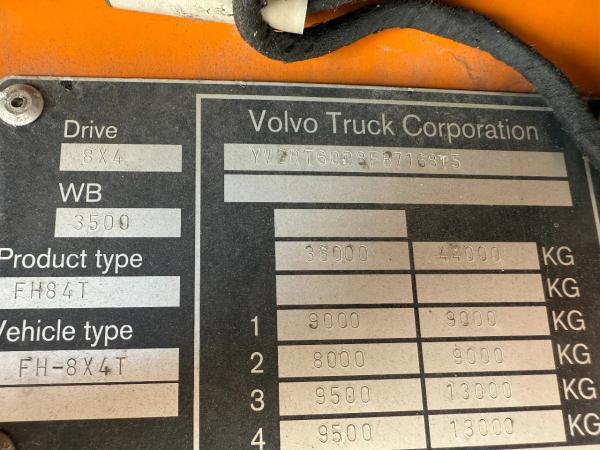 Drive
8X4
WB
3500
Product type
FH84T
Vehicle type
FH-8X4T
Volvo Truck Corporation
36000 44000 KG
KG
1 9000 9000 KG
2 8000 9000 KG
3 9500 13000 KG
4 9500 13000 KG